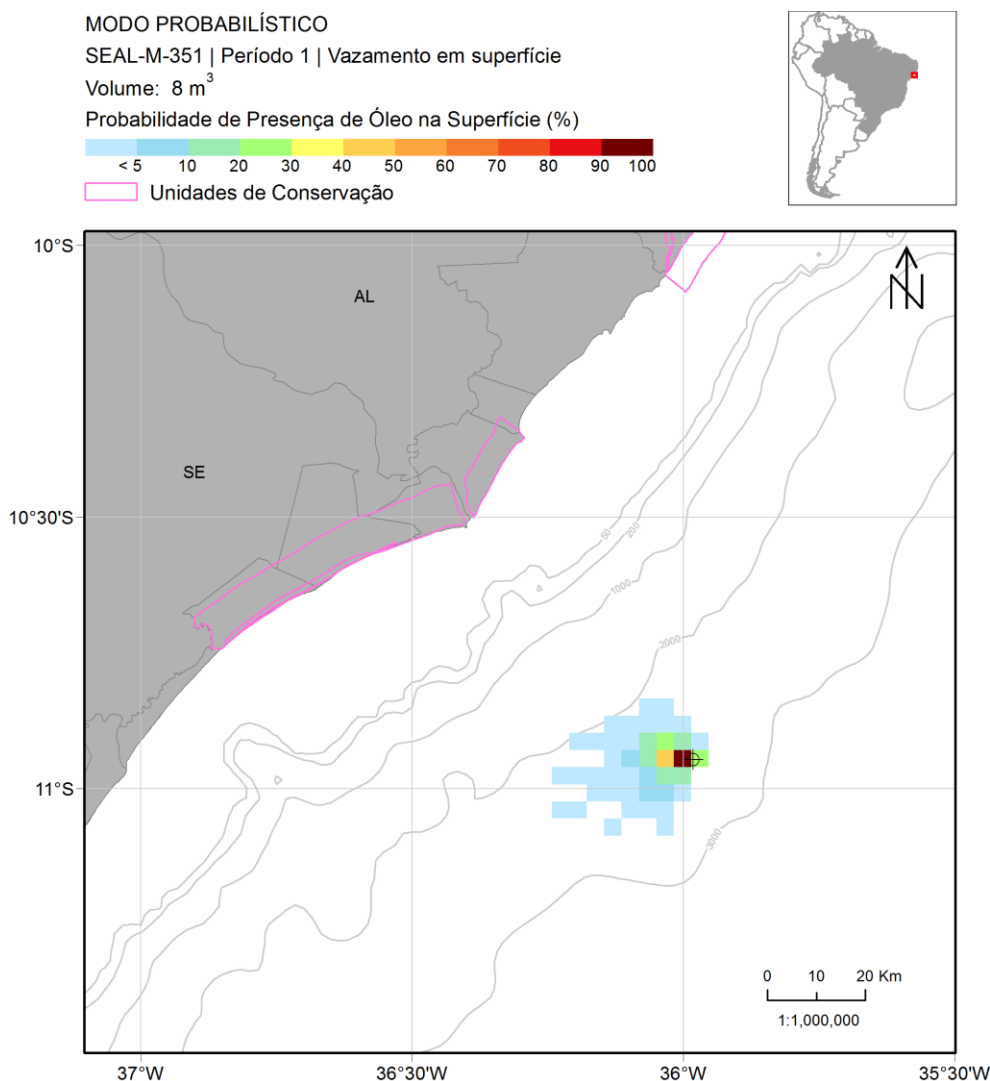 MODO PROBABILÍSTICO
SEAL-M-351 | Período 1 | Vazamento em superfície
Volume: 8 m³
Probabilidade de Presença de Óleo na Superfície (%)
< 5 10 20 30 40 50 60 70 80 90 100
Unidades de Conservação
10°S
AL
SE
10°30'S
50
200
1000
2000
11°S
3000
N
0 10 20 Km
1:1,000,000
37°W 36°30'W 36°W 35°30'W